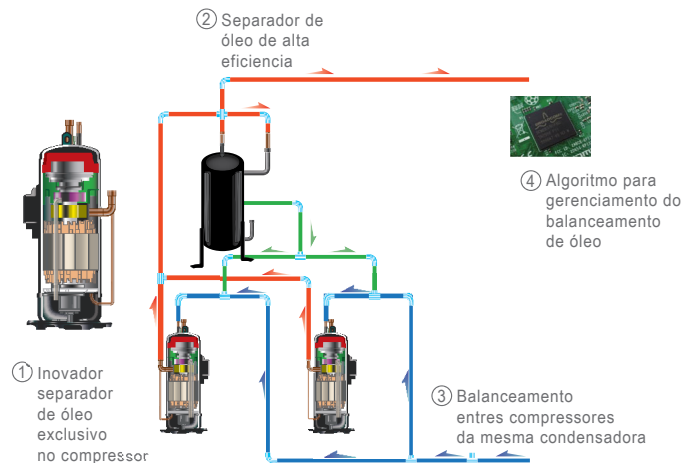 ② Separador de
óleo de alta
eficiencia
④ Algoritmo para
gerenciamento do
balanceamento
de óleo
① Inovador
separador
de óleo
exclusivo
no compressor
③ Balanceamento
entres compressores
da mesma condensadora